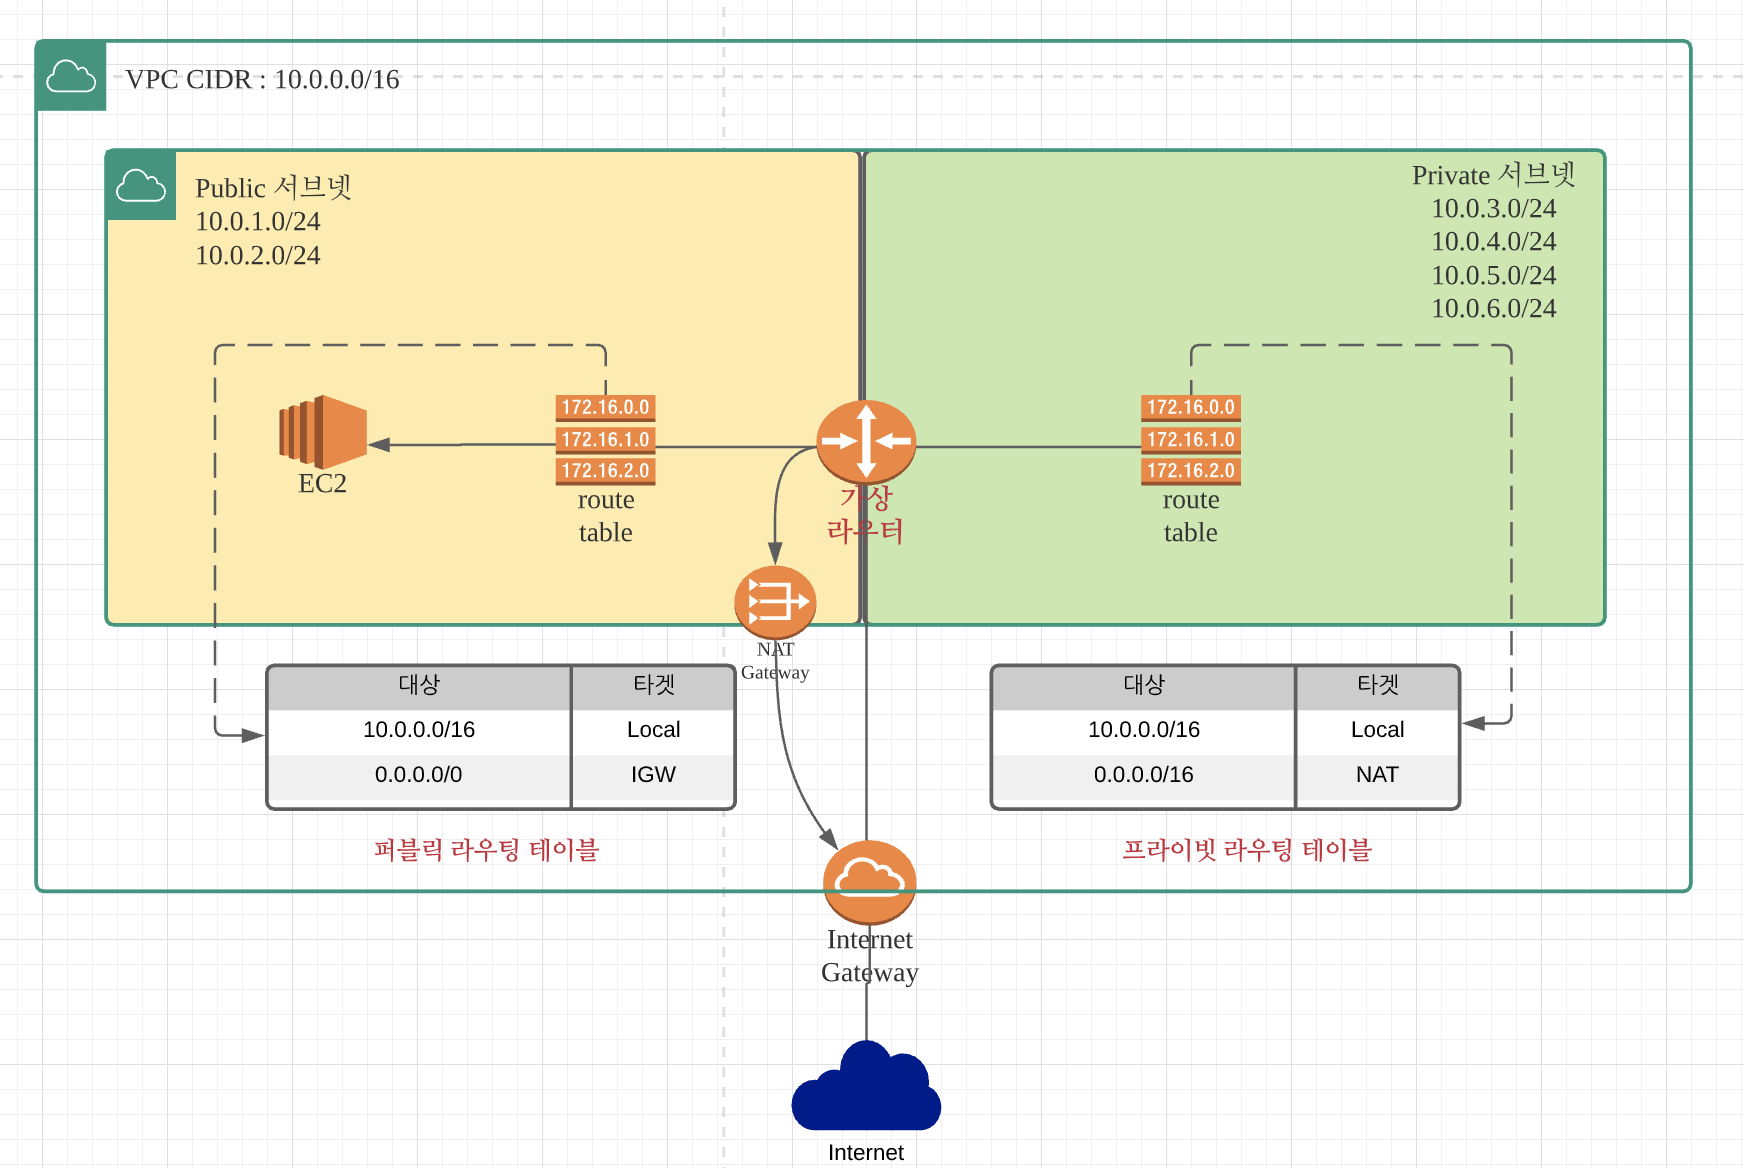 VPC CIDR : 10.0.0.0/16
Public 서브넷
10.0.1.0/24
10.0.2.0/24
Private 서브넷
10.0.3.0/24
10.0.4.0/24
10.0.5.0/24
10.0.6.0/24
EC2
172.16.0.0
172.16.1.0
172.16.2.0
route
table
가상
라우터
172.16.0.0
172.16.1.0
172.16.2.0
route
table
NAT
Gateway
대상 타겟
10.0.0.0/16 Local
0.0.0.0/0 IGW
퍼블릭 라우팅 테이블
대상 타겟
10.0.0.0/16 Local
0.0.0.0/16 NAT
프라이빗 라우팅 테이블
Internet
Gateway
Internet